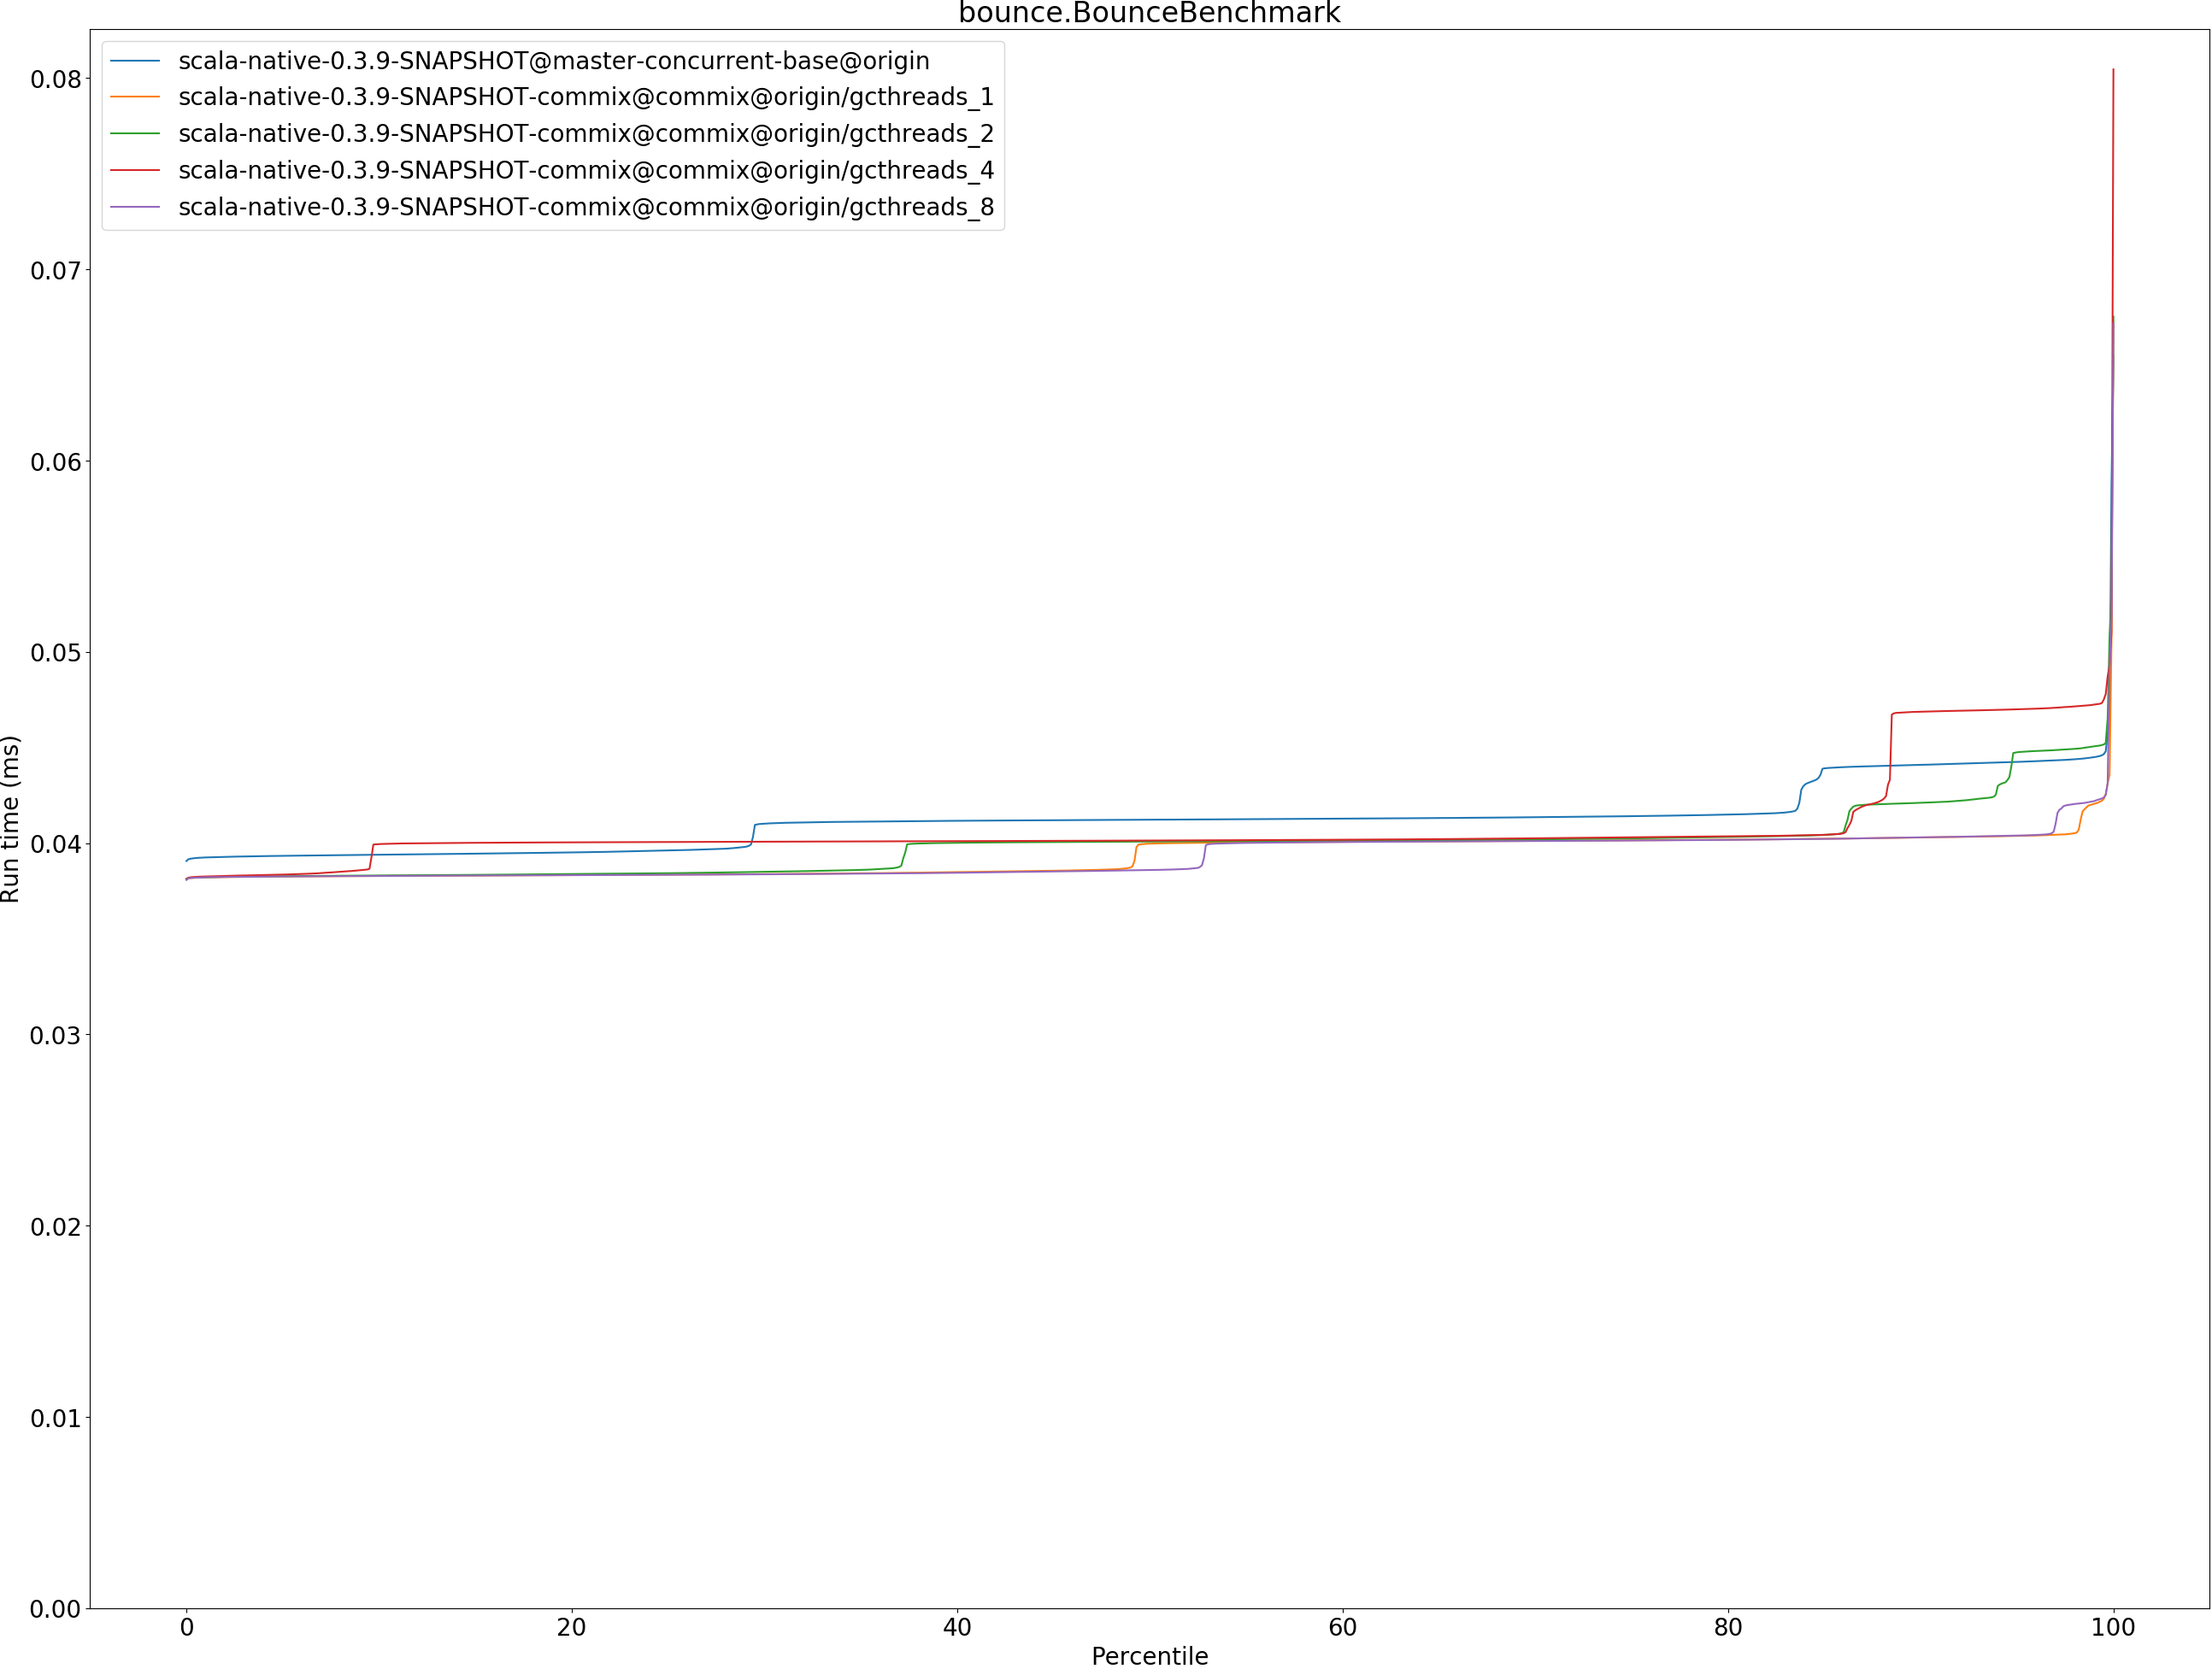 bounce.BounceBenchmark
scala-native-0.3.9-SNAPSHOT@master-concurrent-base@origin
scala-native-0.3.9-SNAPSHOT-commix@commix@origin/gcthreads_1
scala-native-0.3.9-SNAPSHOT-commix@commix@origin/gcthreads_2
scala-native-0.3.9-SNAPSHOT-commix@commix@origin/gcthreads_4
scala-native-0.3.9-SNAPSHOT-commix@commix@origin/gcthreads_8
0.08
0.07
0.06
0.05
0.04
0.03
0.02
0.01
0.00
Run time (ms)
0 20 40 60 80 100
Percentile